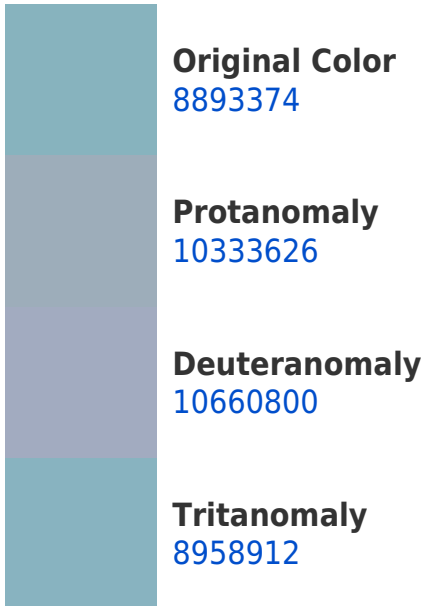 Original Color
8893374
Protanomaly
10333626
Deuteranomaly
10660800
Tritanomaly
8958912